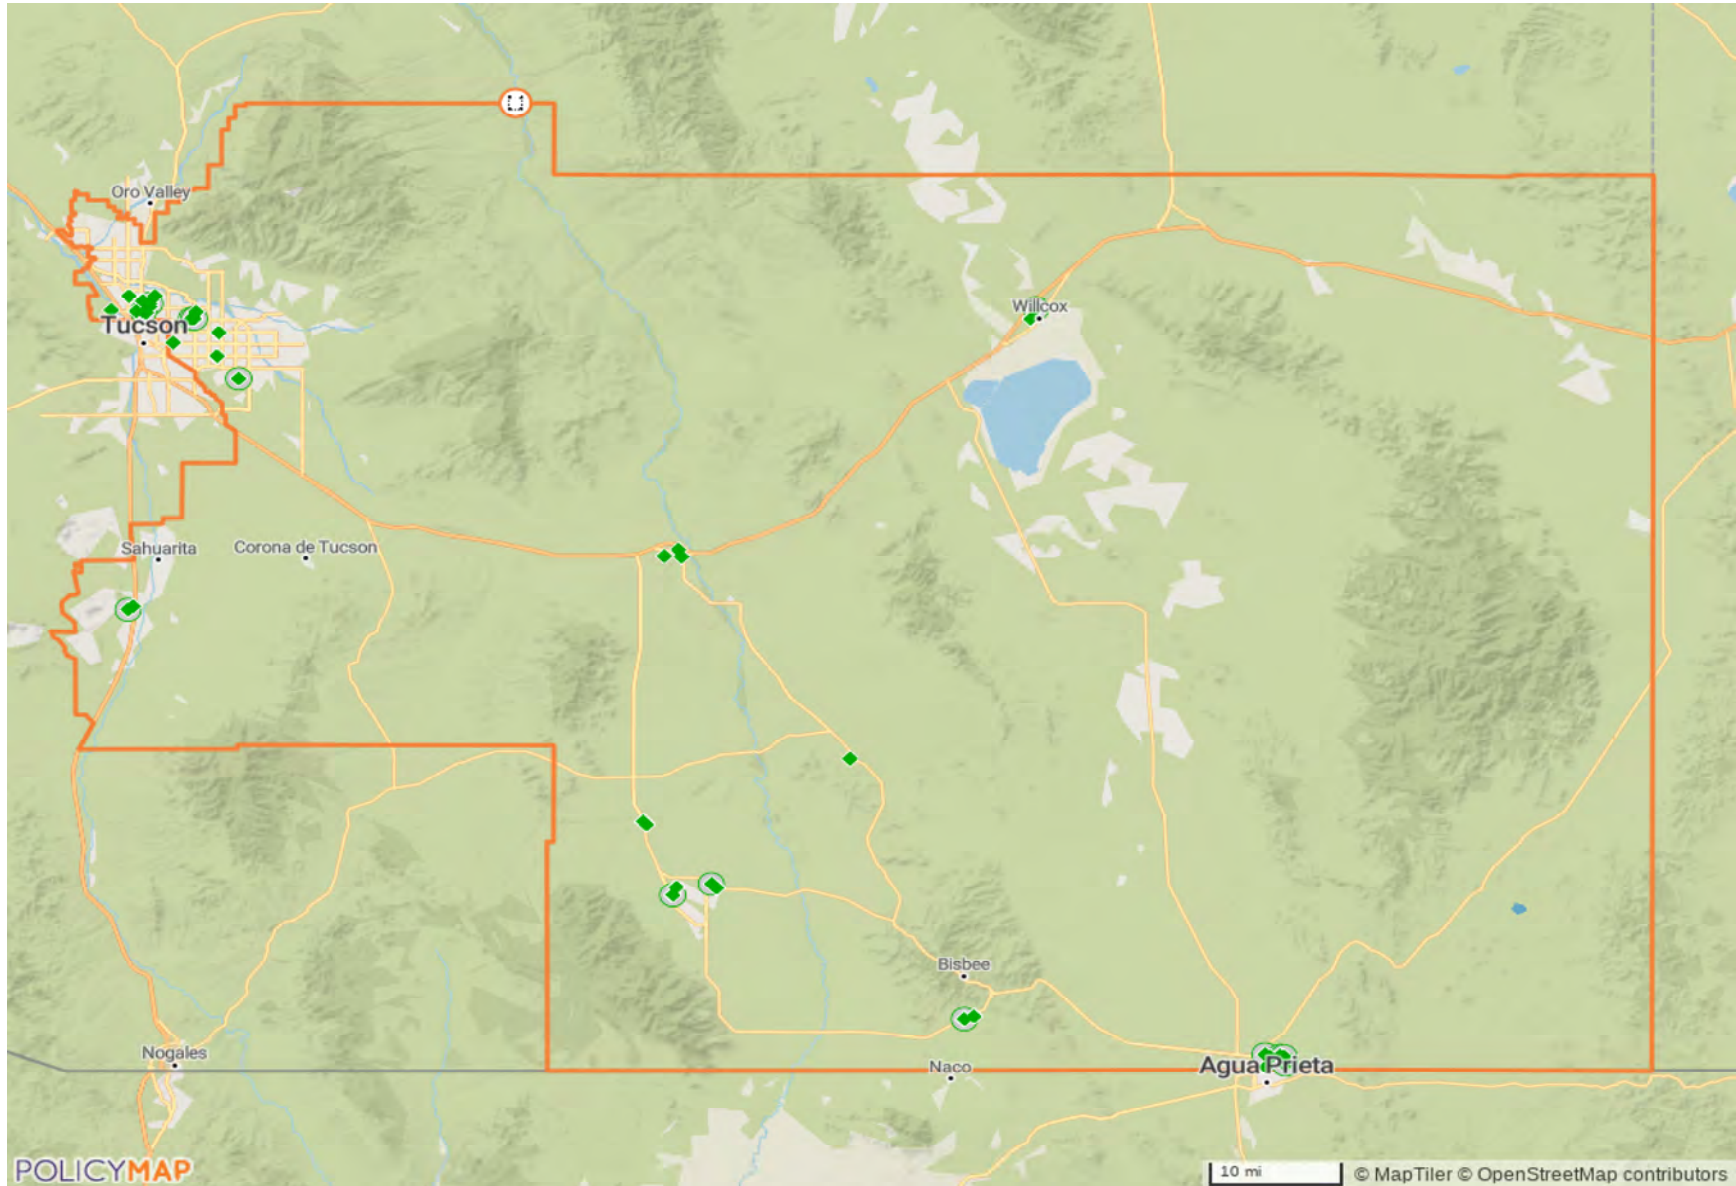 Oro Valley
Willcox
Tucson
Sahuarita
Corona de Tucson
Bisbee
Nogales
Naco
Agua Prieta
POLICYMAP
10 mi
© MapTiler © OpenStreetMap contributors